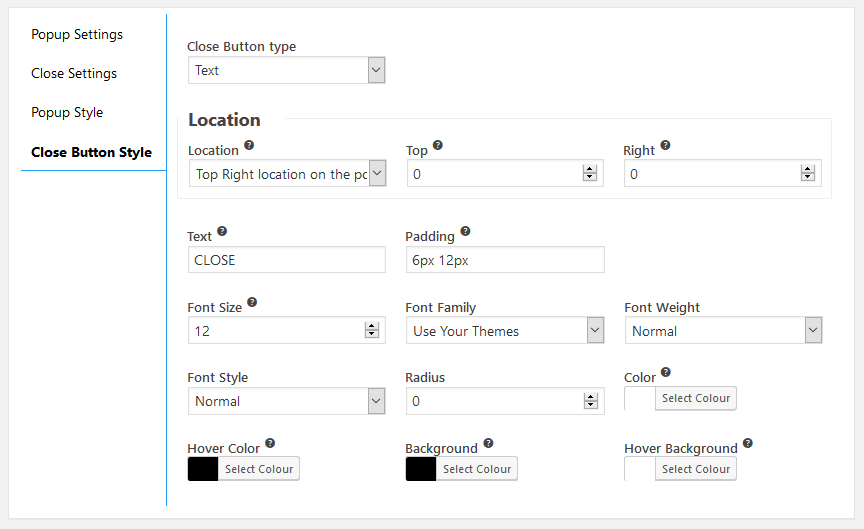 Popup Settings
Close Settings
Popup Style
Close Button Style
Close Button type
Text
Location
Location
Top
Right
Top Right location on the po
0
0
Text
Padding
CLOSE
6px 12px
Font Size
Font Family
Font Weight
12
Use Your Themes
Normal
Font Style
Radius
Color
Normal
0
Select Colour
Hover Color
Background
Hover Background
Select Colour
Select Colour
Select Colour